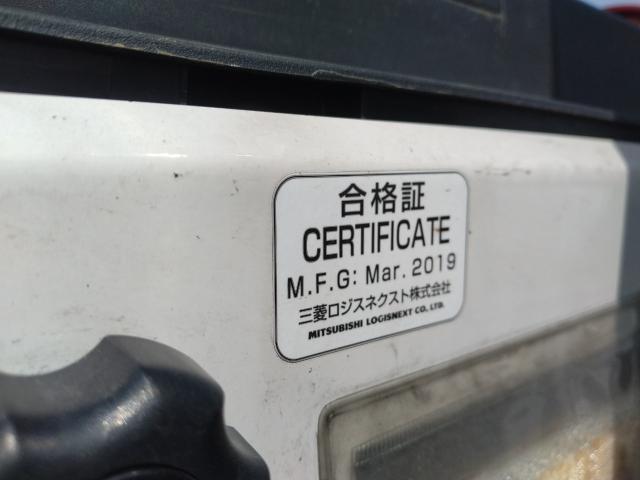 合格証
CERTIFICATE
M.F.G: Mar. 2019
三菱ロジスネクスト株式会社
MITSUBISHI LOGISNEXT CO., LTD.